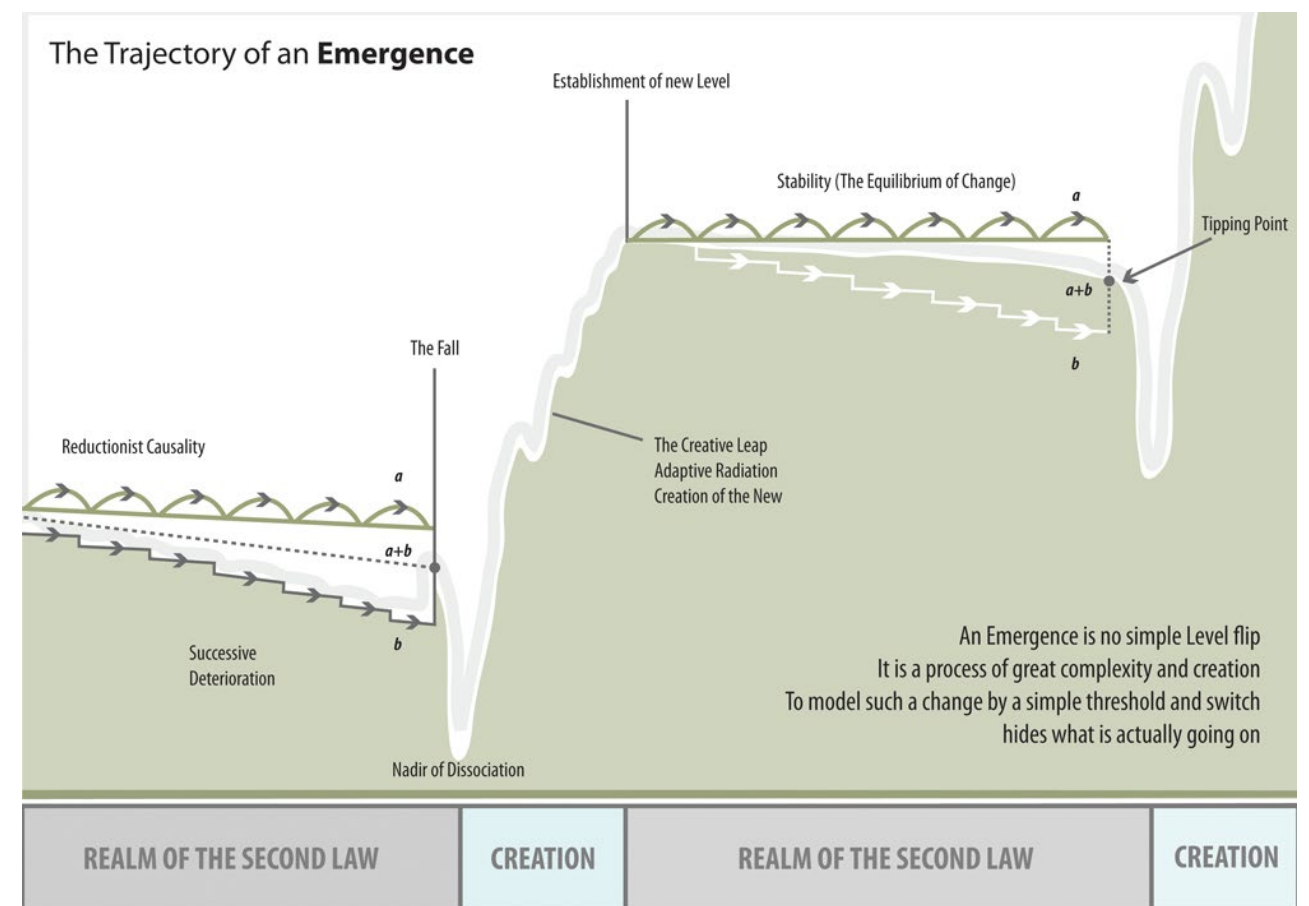 The Trajectory of an Emergence
Establishment of new Level
Stability (The Equilibrium of Change)
a
Tipping Point
a+b
b
The Fall
Reductionist Causality
a
a+b
b
The Creative Leap
Adaptive Radiation
Creation of the New
Successive
Deterioration
Nadir of Dissociation
An Emergence is no simple Level flip
It is a process of great complexity and creation
To model such a change by a simple threshold and switch
hides what is actually going on
REALM OF THE SECOND LAW
CREATION
REALM OF THE SECOND LAW
CREATION